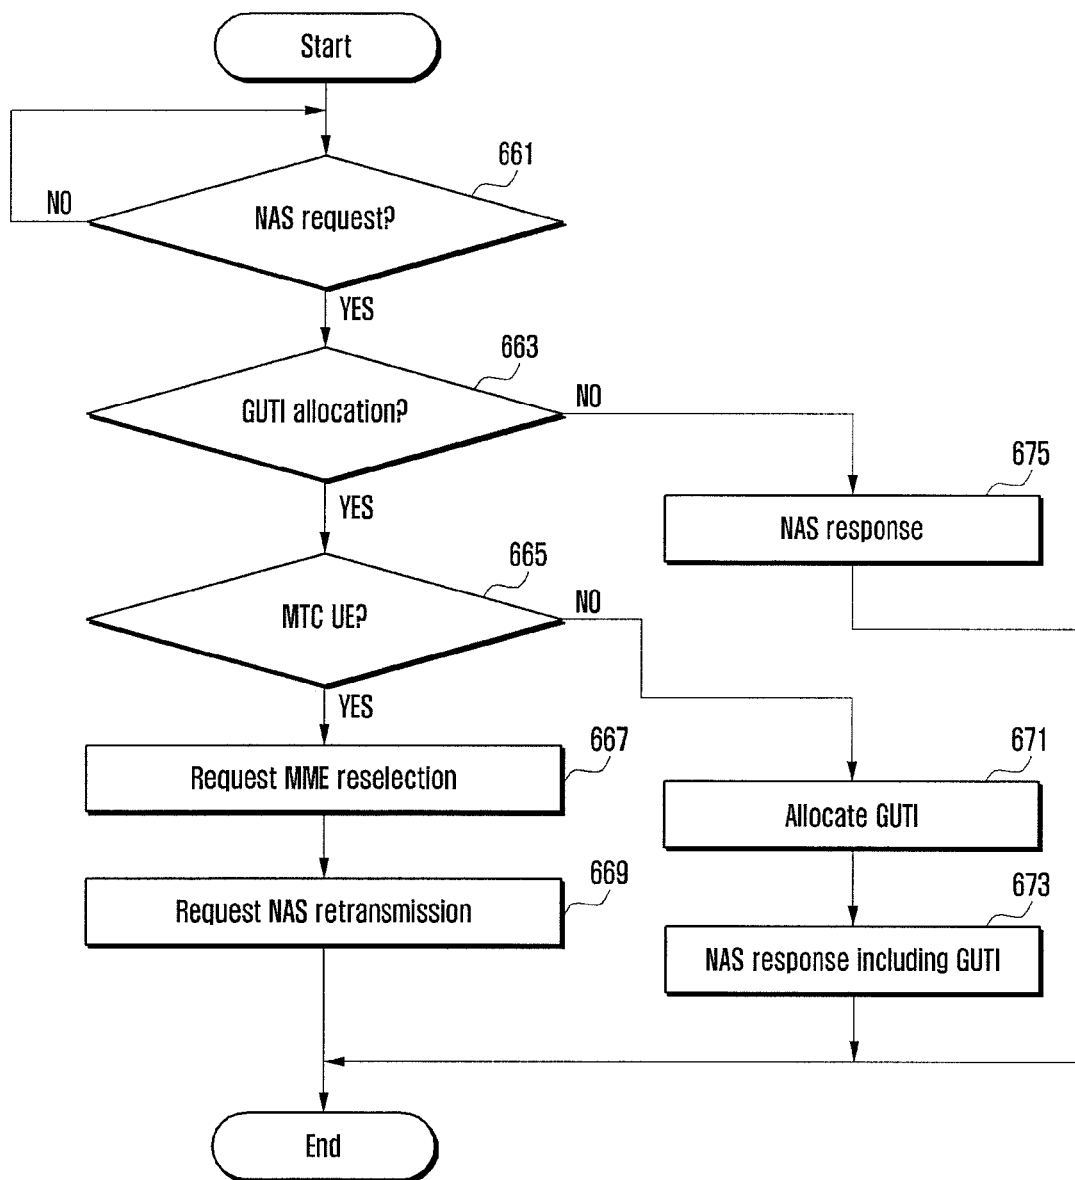 Start
661
NO
NAS request?
YES
663
GUTI allocation?
NO
675
YES
NAS response
665
MTC UE?
NO
YES
667
671
Request MME reselection
Allocate GUTI
669
673
Request NAS retransmission
NAS response including GUTI
End